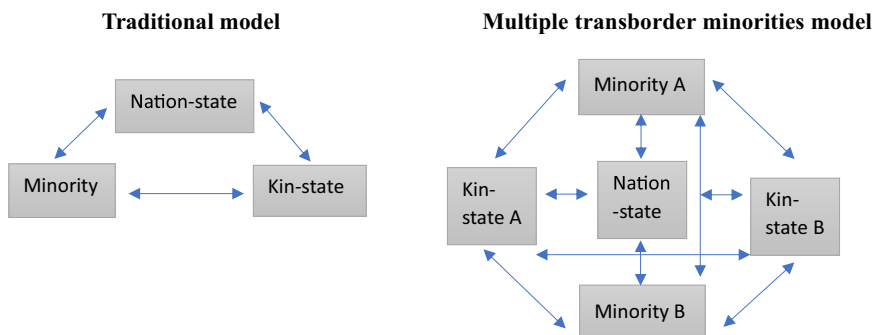 Traditional model
Nation-state
Minority
Kin-state
Multiple transborder minorities model
Minority A
Kin-
state A
Nation
-state
Kin-
state B
Minority B